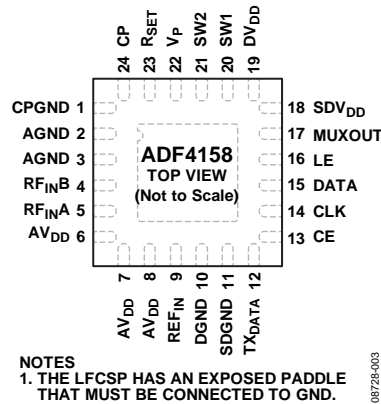 24 CP
23 RSET
22 VP
21 SW2
20 SW1
19 DVDD
CPGND 1
AGND 2
AGND 3
RFINB 4
RFINA 5
AVDD 6
ADF4158
TOP VIEW
(Not to Scale)
18 SDVDD
17 MUXOUT
16 LE
15 DATA
14 CLK
13 CE
AVDD 7
AVDD 8
REFIN 9
DGND 10
SDGND 11
TXDATA 12
NOTES
1. THE LFCSP HAS AN EXPOSED PADDLE
THAT MUST BE CONNECTED TO GND.
08728-003